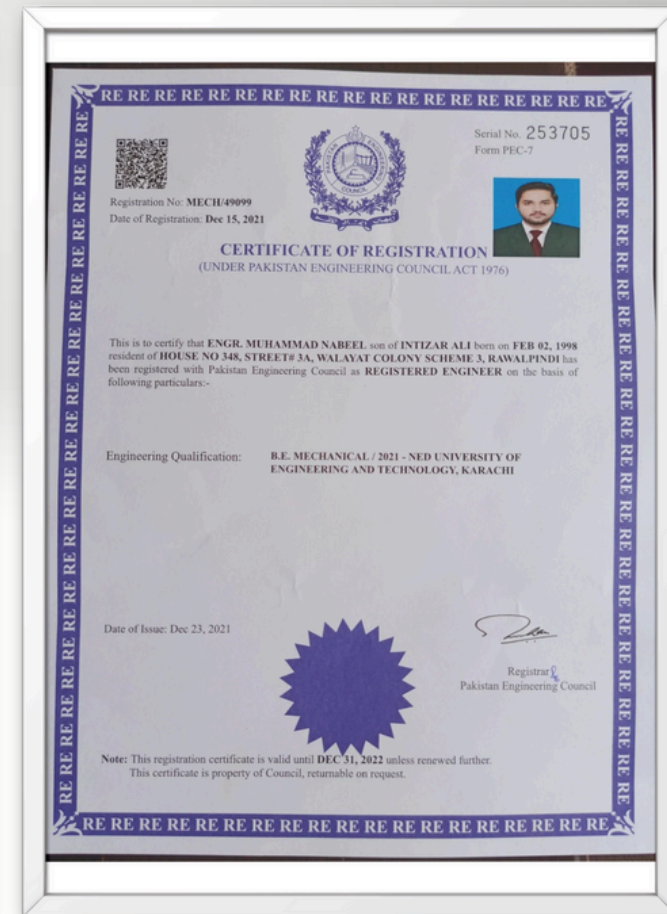 RE RE RE RE RE RE RE RE RE RE RE RE RE RE RE RE RE RE RE
Serial No. 253705
Form PEC-7
PAKISTAN ENGINEERING COUNCIL
Registration No: MECH/49099
Date of Registration: Dec 15, 2021
CERTIFICATE OF REGISTRATION
(UNDER PAKISTAN ENGINEERING COUNCIL ACT 1976)
This is to certify that ENGR. MUHAMMAD NABEEL son of INTIZAR ALI born on FEB 02, 1998
resident of HOUSE NO 348, STREET# 3A, WALAYAT COLONY SCHEME 3, RAWALPINDI has
been registered with Pakistan Engineering Council as REGISTERED ENGINEER on the basis of
following particulars:-
Engineering Qualification: B.E. MECHANICAL / 2021 - NED UNIVERSITY OF
ENGINEERING AND TECHNOLOGY, KARACHI
Date of Issue: Dec 23, 2021
Registrar
Pakistan Engineering Council
Note: This registration certificate is valid until DEC 31, 2022 unless renewed further.
This certificate is property of Council, returnable on request.
RE RE RE RE RE RE RE RE RE RE RE RE RE RE RE RE RE RE RE